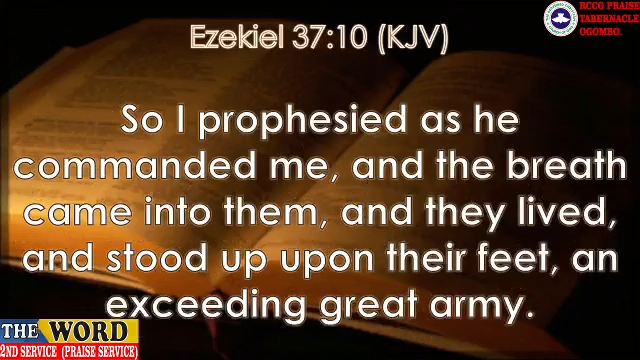 Ezekiel 37:10 (KJV)
RCCG PRAISE
TABERNACLE
OGOMBO.
So I prophesied as he
commanded me, and the breath
came into them, and they lived,
and stood up upon their feet, an
exceeding great army.
THE WORD
2ND SERVICE (PRAISE SERVICE)